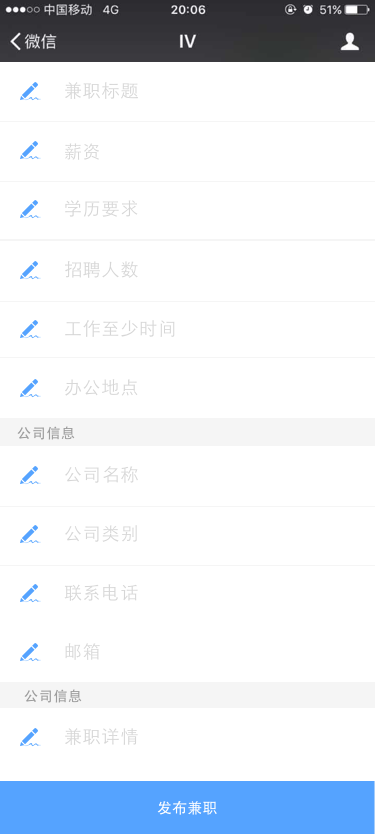 中国移动 4G 20:06 51%
微信 IV
兼职标题
薪资
学历要求
招聘人数
工作至少时间
办公地点
公司信息
公司名称
公司类别
联系电话
邮箱
公司信息
兼职详情
发布兼职